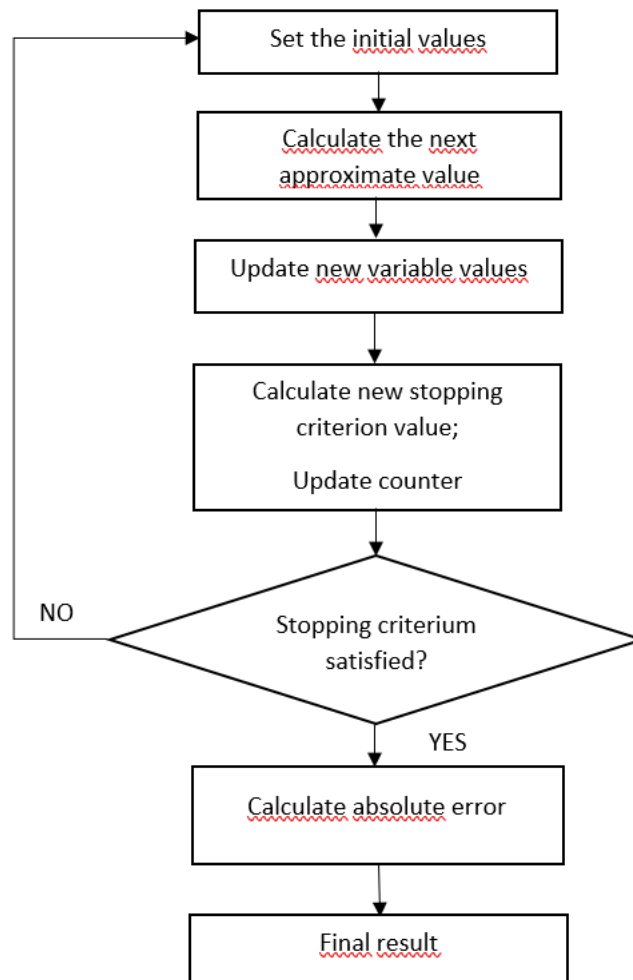 Set the initial values
Calculate the next
approximate value
Update new variable values
Calculate new stopping
criterion value;
Update counter
NO
Stopping criterium
satisfied?
YES
Calculate absolute error
Final result